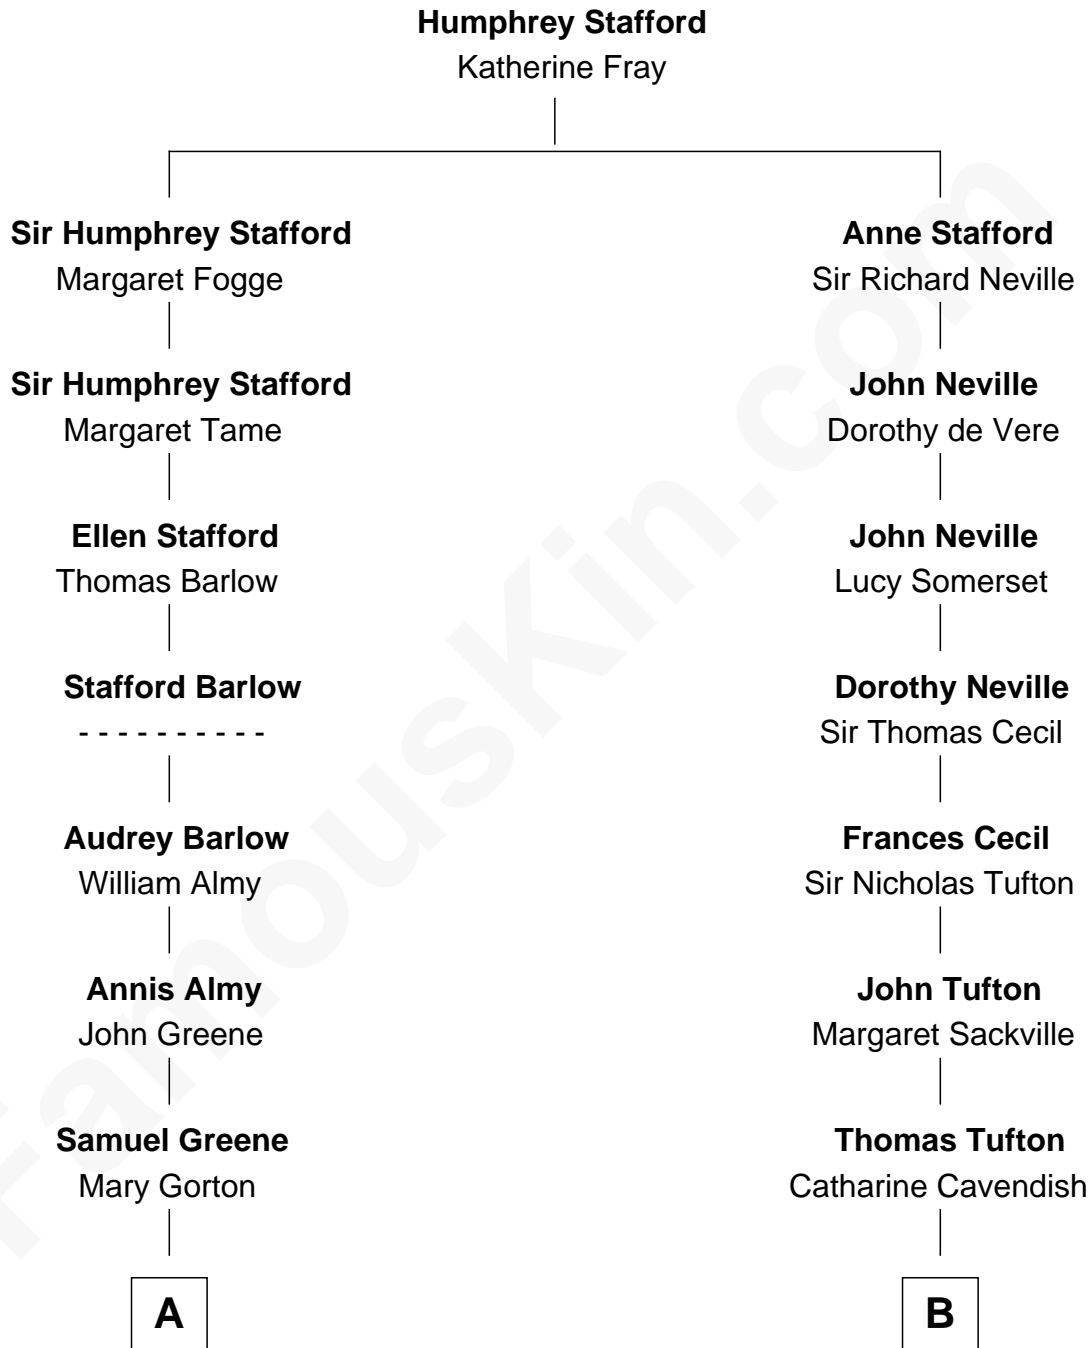 Humphrey Stafford
Katherine Fray
Sir Humphrey Stafford
Margaret Fogge
Anne Stafford
Sir Richard Neville
Sir Humphrey Stafford
Margaret Tame
John Neville
Dorothy de Vere
Ellen Stafford
Thomas Barlow
John Neville
Lucy Somerset
Stafford Barlow
- - - - - - - - - -
Dorothy Neville
Sir Thomas Cecil
Audrey Barlow
William Almy
Frances Cecil
Sir Nicholas Tufton
Annis Almy
John Greene
John Tufton
Margaret Sackville
Samuel Greene
Mary Gorton
Thomas Tufton
Catharine Cavendish
A
B
FamousKin.com